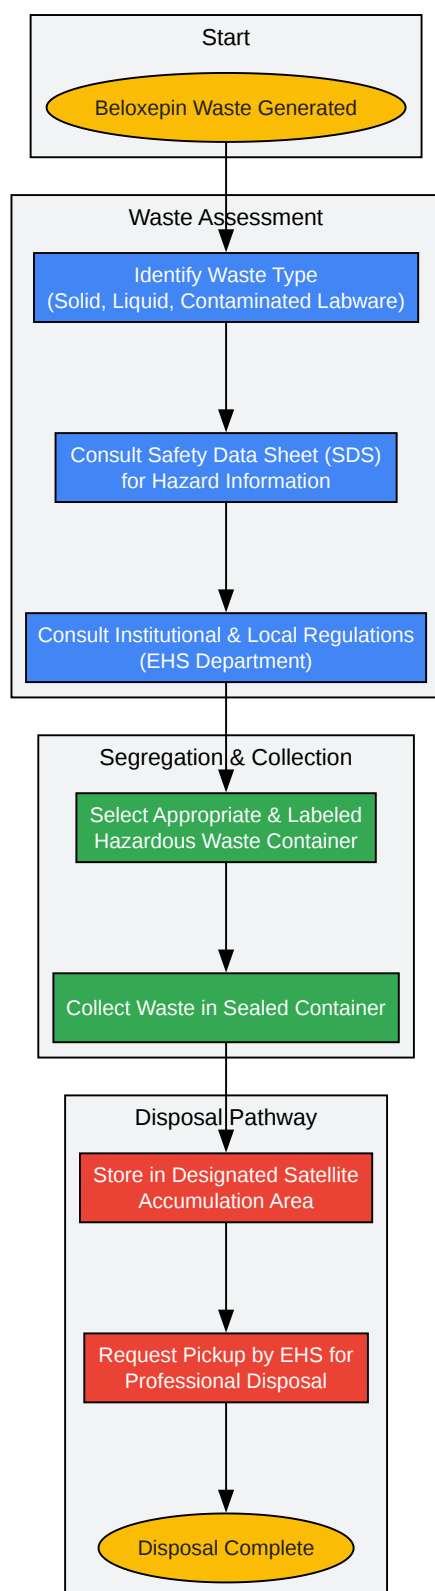 Start
Beloxepin Waste Generated
Waste Assessment
Identify Waste Type
(Solid, Liquid, Contaminated Labware)
Consult Safety Data Sheet (SDS)
for Hazard Information
Consult Institutional & Local Regulations
(EHS Department)
Segregation & Collection
Select Appropriate & Labeled
Hazardous Waste Container
Collect Waste in Sealed Container
Disposal Pathway
Store in Designated Satellite
Accumulation Area
Request Pickup by EHS for
Professional Disposal
Disposal Complete